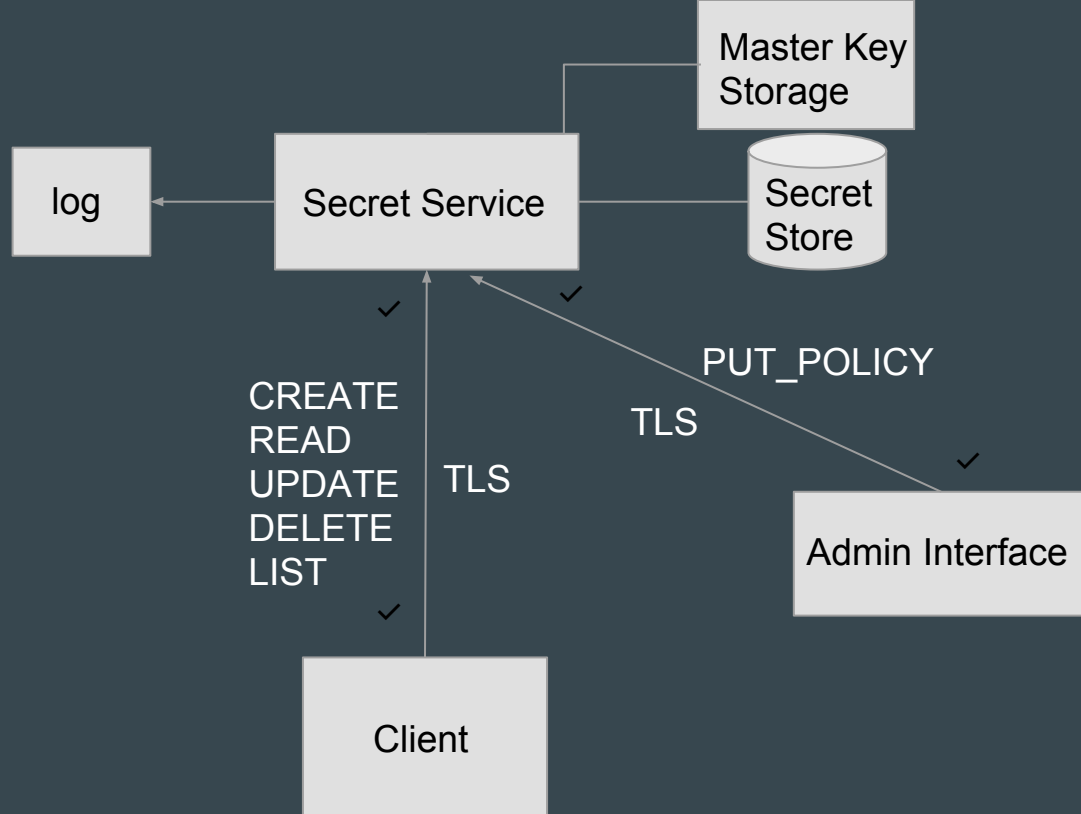 Master Key
Storage
log
Secret Service
Secret
Store
PUT_POLICY
TLS
CREATE
READ
UPDATE
DELETE
LIST
TLS
Admin Interface
Client